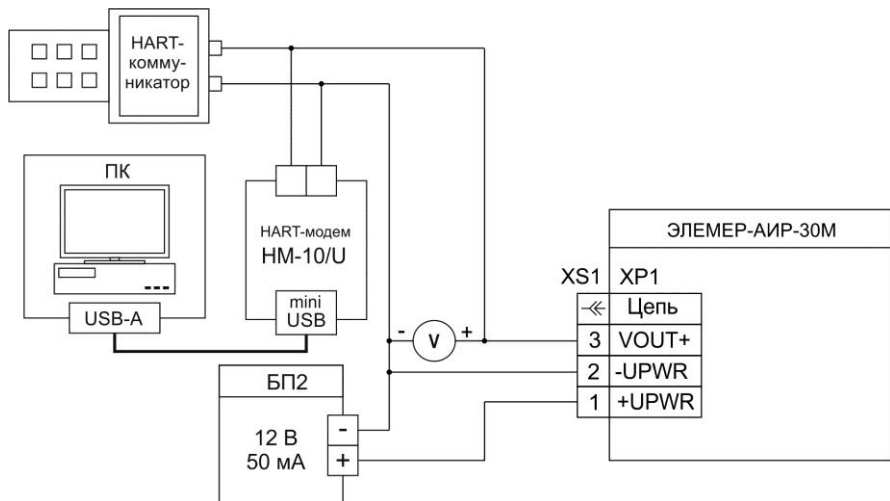 HART-
комму-
никатор
ПК
USB-A
HART-модем
HM-10/U
mini
USB
- V +
БП2
12 В
50 мА
-
+
ЭЛЕМЕР-АИР-30М
XS1 XP1
Цепь
3 VOUT+
2 -UPWR
1 +UPWR